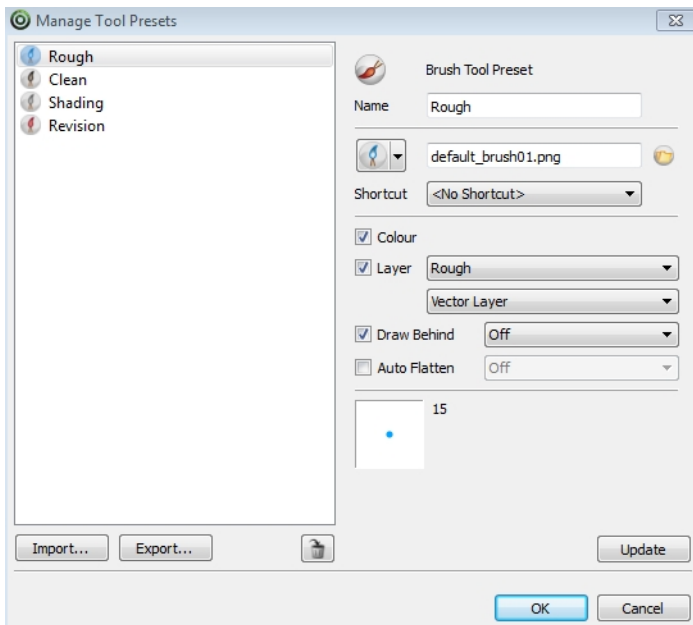 Manage Tool Presets
Rough
Clean
Shading
Revision
Brush Tool Preset
Name Rough
default_brush01.png
Shortcut <No Shortcut>
Colour
Layer Rough
Vector Layer
Draw Behind Off
Auto Flatten Off
15
Import... Export... Update
OK Cancel